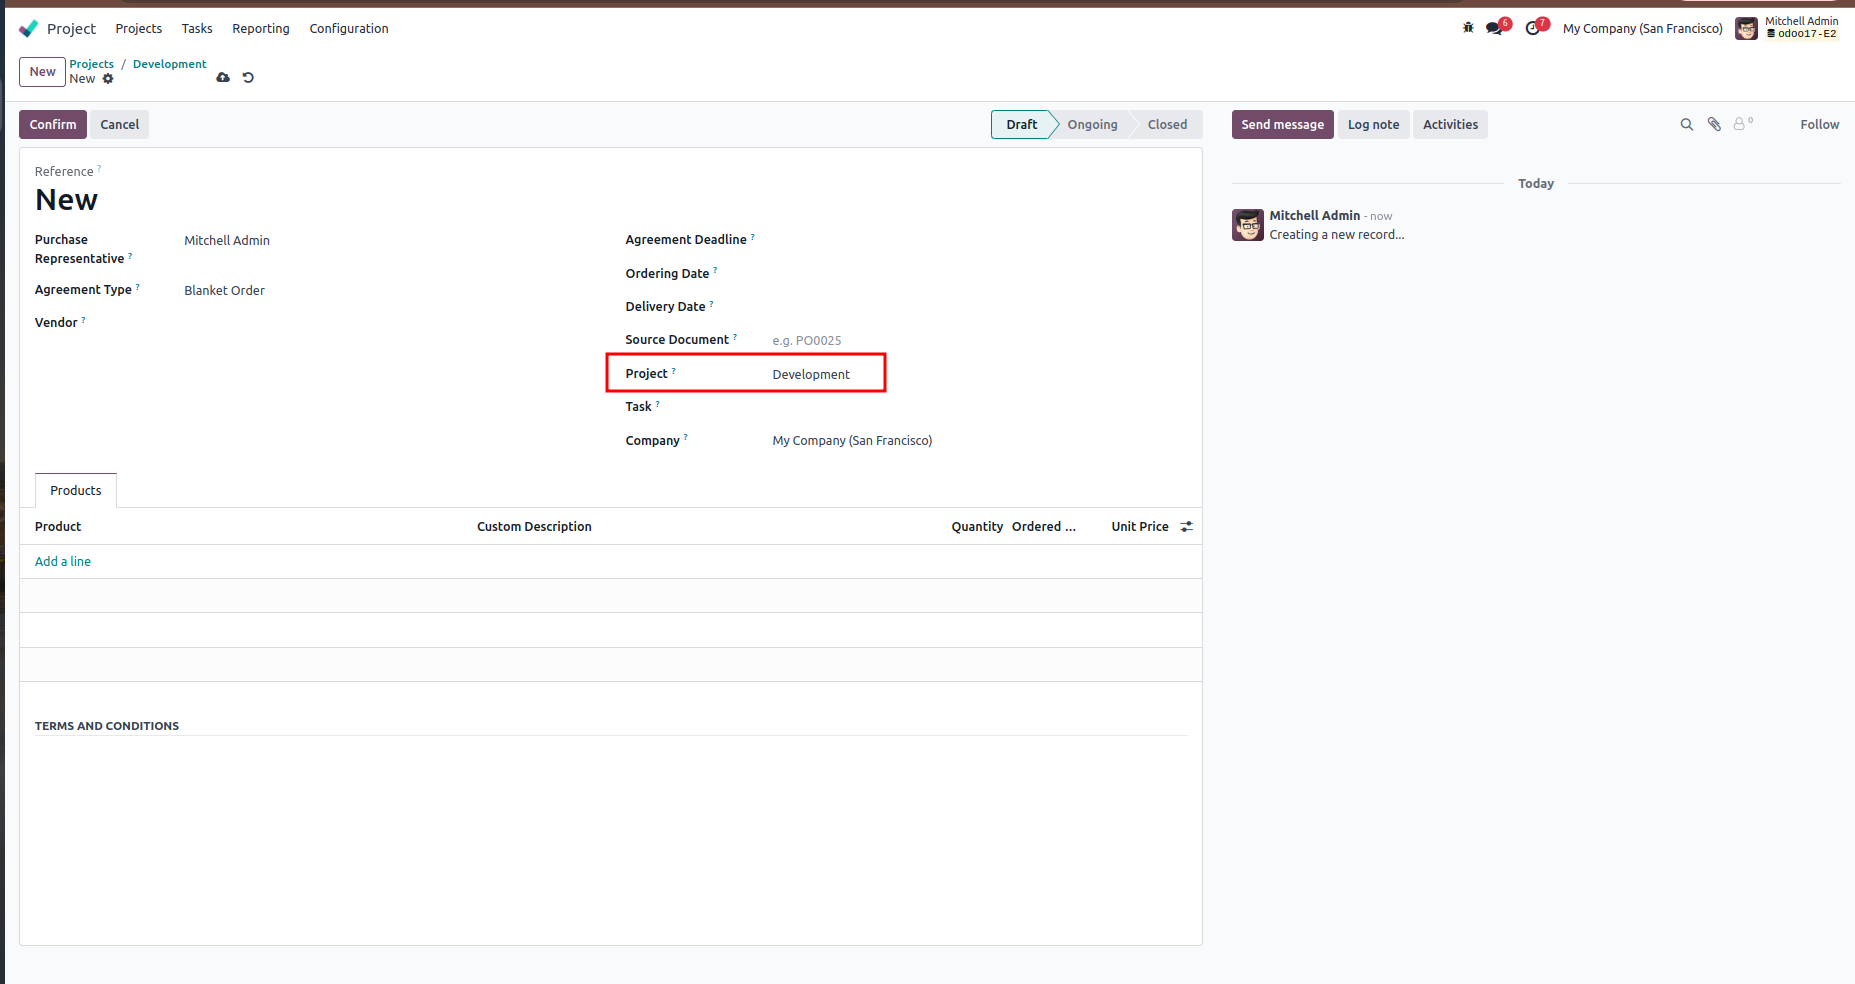 Project Projects Tasks Reporting Configuration 6 7 My Company (San Francisco) Mitchell Admin
odoo17-E2
New Projects / Development
New
Confirm Cancel Draft Ongoing Closed Send message Log note Activities 0 Follow
Reference ?
New
Today
Mitchell Admin - now
Creating a new record...
Purchase Representative ? Mitchell Admin
Agreement Type ? Blanket Order
Vendor ?
Agreement Deadline ?
Ordering Date ?
Delivery Date ?
Source Document ? e.g. PO0025
Project ? Development
Task ?
Company ? My Company (San Francisco)
Products
Product Custom Description Quantity Ordered ... Unit Price
Add a line
TERMS AND CONDITIONS